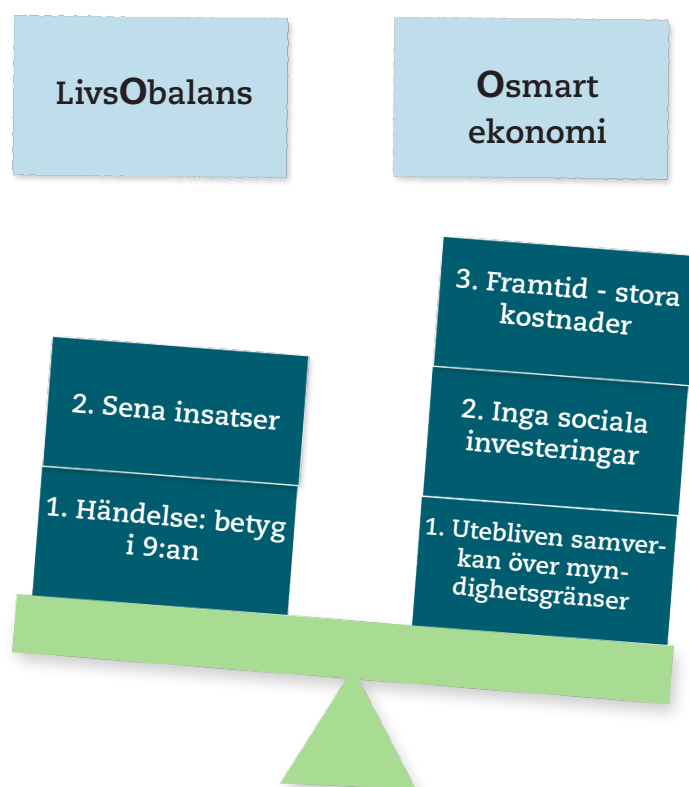 LivsObalans
Osmart
ekonomi
2. Sena insatser
1. Händelse: betyg
i 9:an
3. Framtid - stora
kostnader
2. Inga sociala
investeringar
1. Utebliven samver-
kan över myn-
dighetsgränser